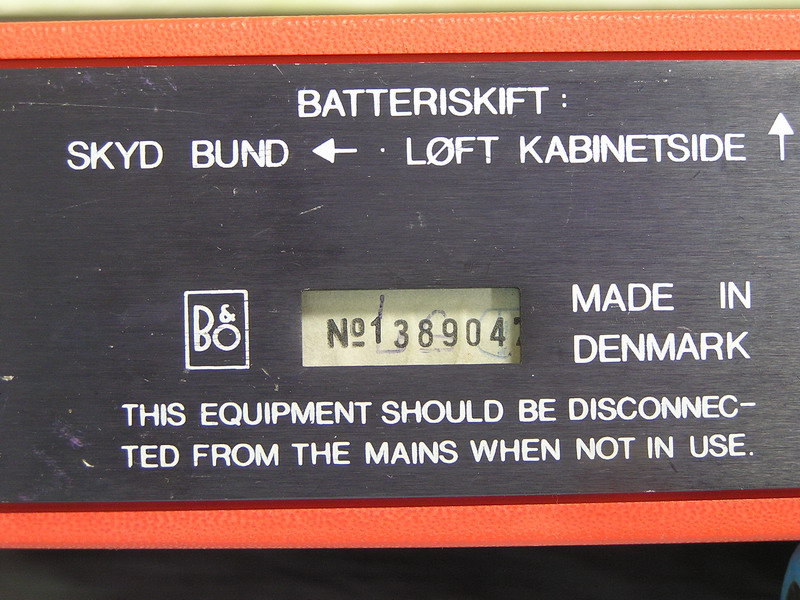 BATTERISKIFT:
SKYD BUND ← · LØFT KABINETSIDE ↑
B&O
MADE IN
DENMARK
Nº1389047
THIS EQUIPMENT SHOULD BE DISCONNEC-
TED FROM THE MAINS WHEN NOT IN USE.